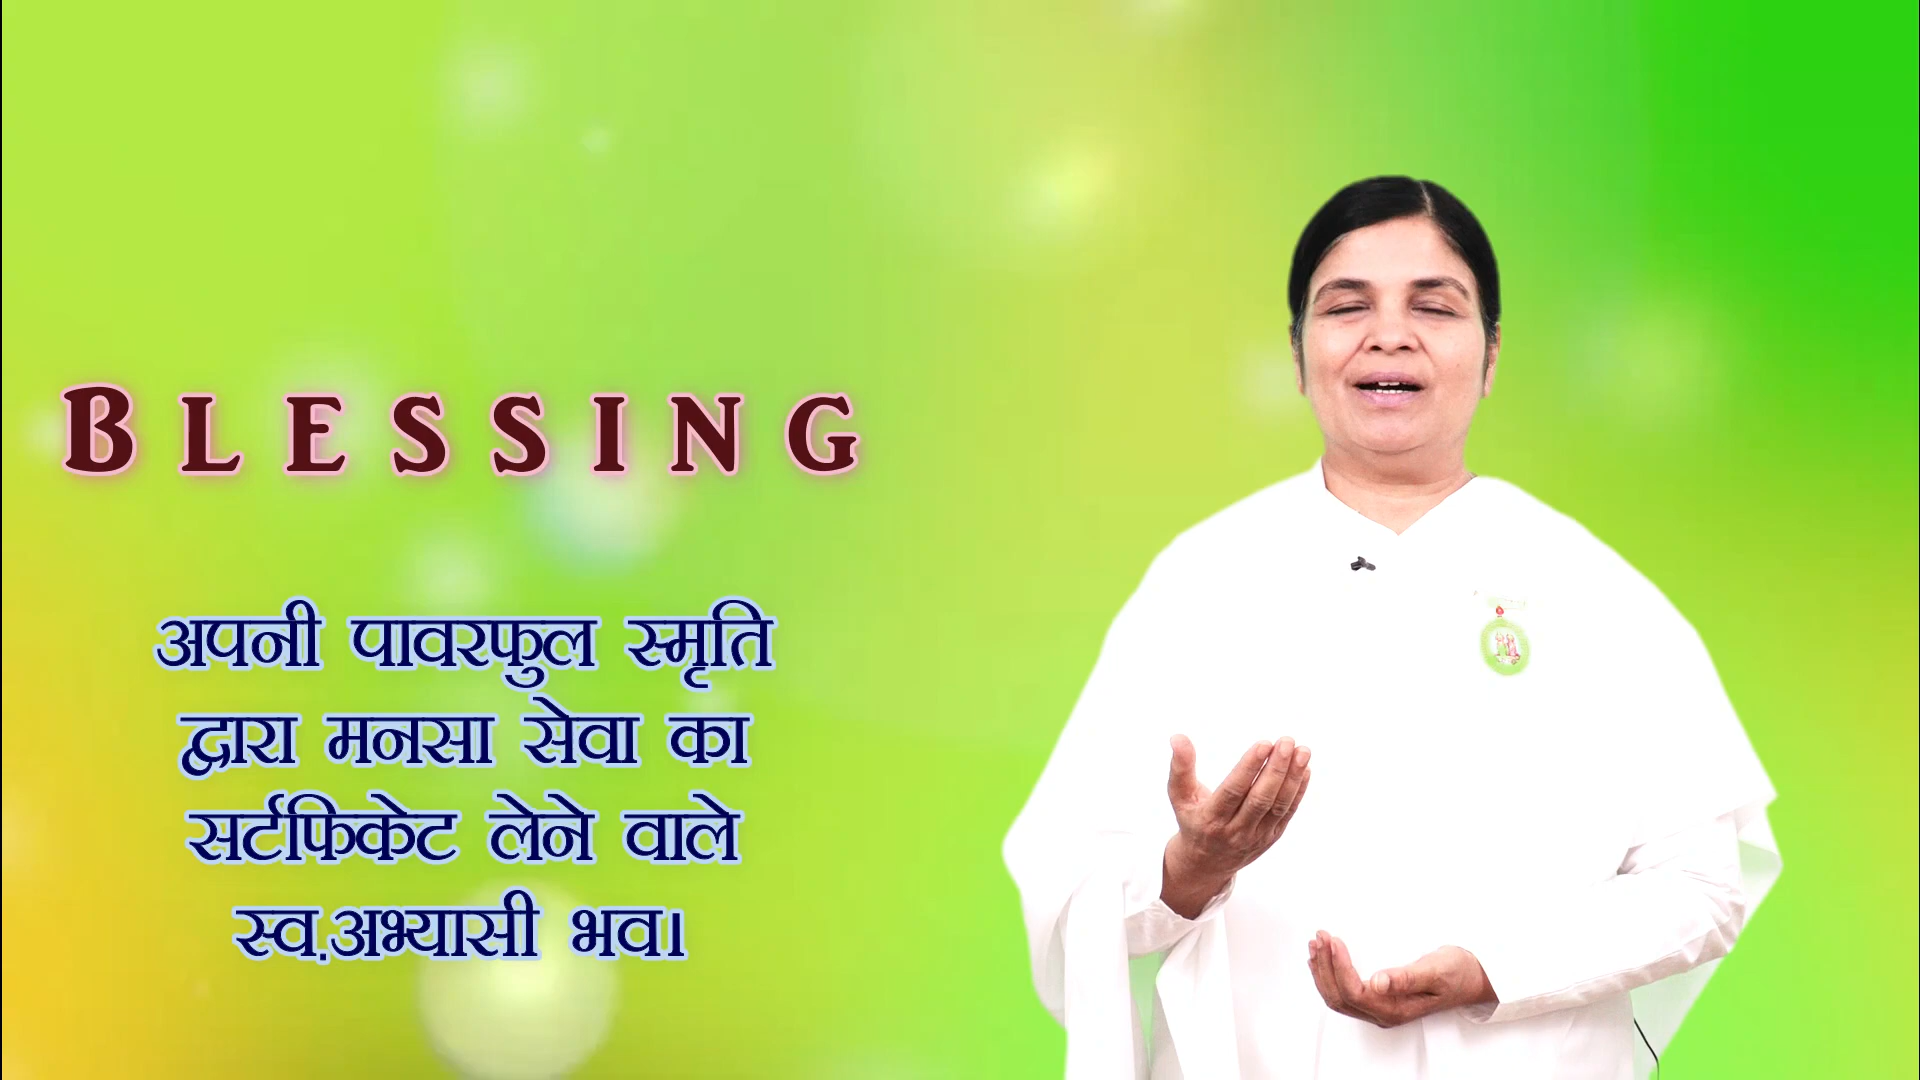 BLESSING
अपनी पावरफुल स्मृति
द्वारा मनसा सेवा का
सर्टफिकेट लेने वाले
स्व.अभ्यासी भव।